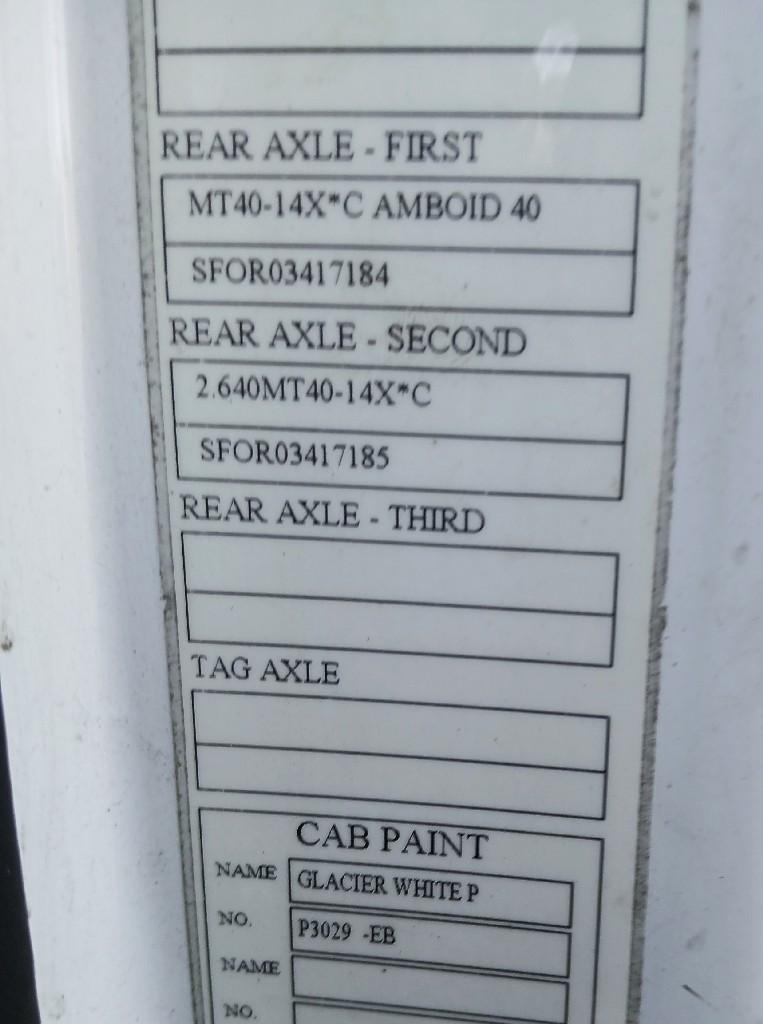 REAR AXLE - FIRST
MT40-14X*C AMBOID 40
SFOR03417184
REAR AXLE - SECOND
2.640MT40-14X*C
SFOR03417185
REAR AXLE - THIRD
TAG AXLE
CAB PAINT
NAME GLACIER WHITE P
NO. P3029 -EB
NAME
NO.